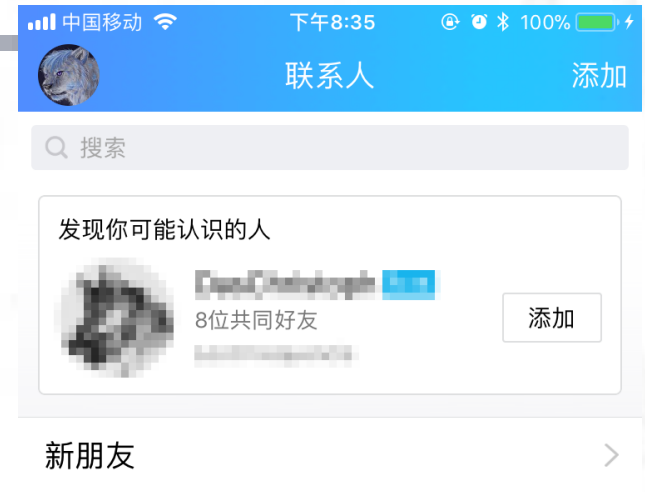 中国移动 下午8:35 100%
联系人 添加
搜索
发现你可能认识的人
8位共同好友 添加
新朋友